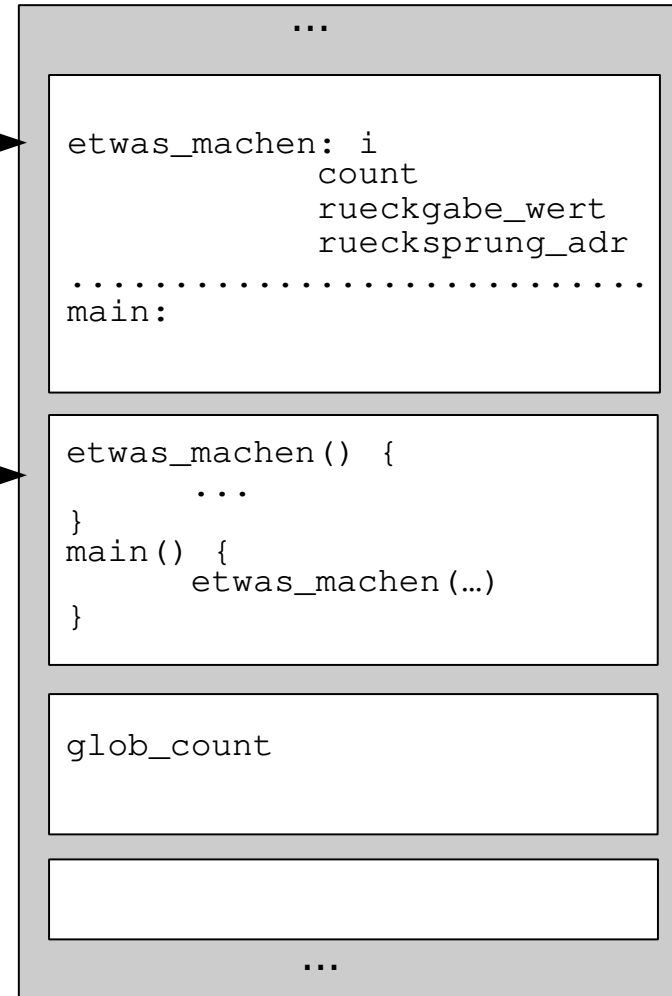 ...
etwas_machen: i
count
rueckgabe_wert
ruecksprung_adr
............................
main:
etwas_machen() {
...
}
main() {
etwas_machen(…)
}
glob_count
...